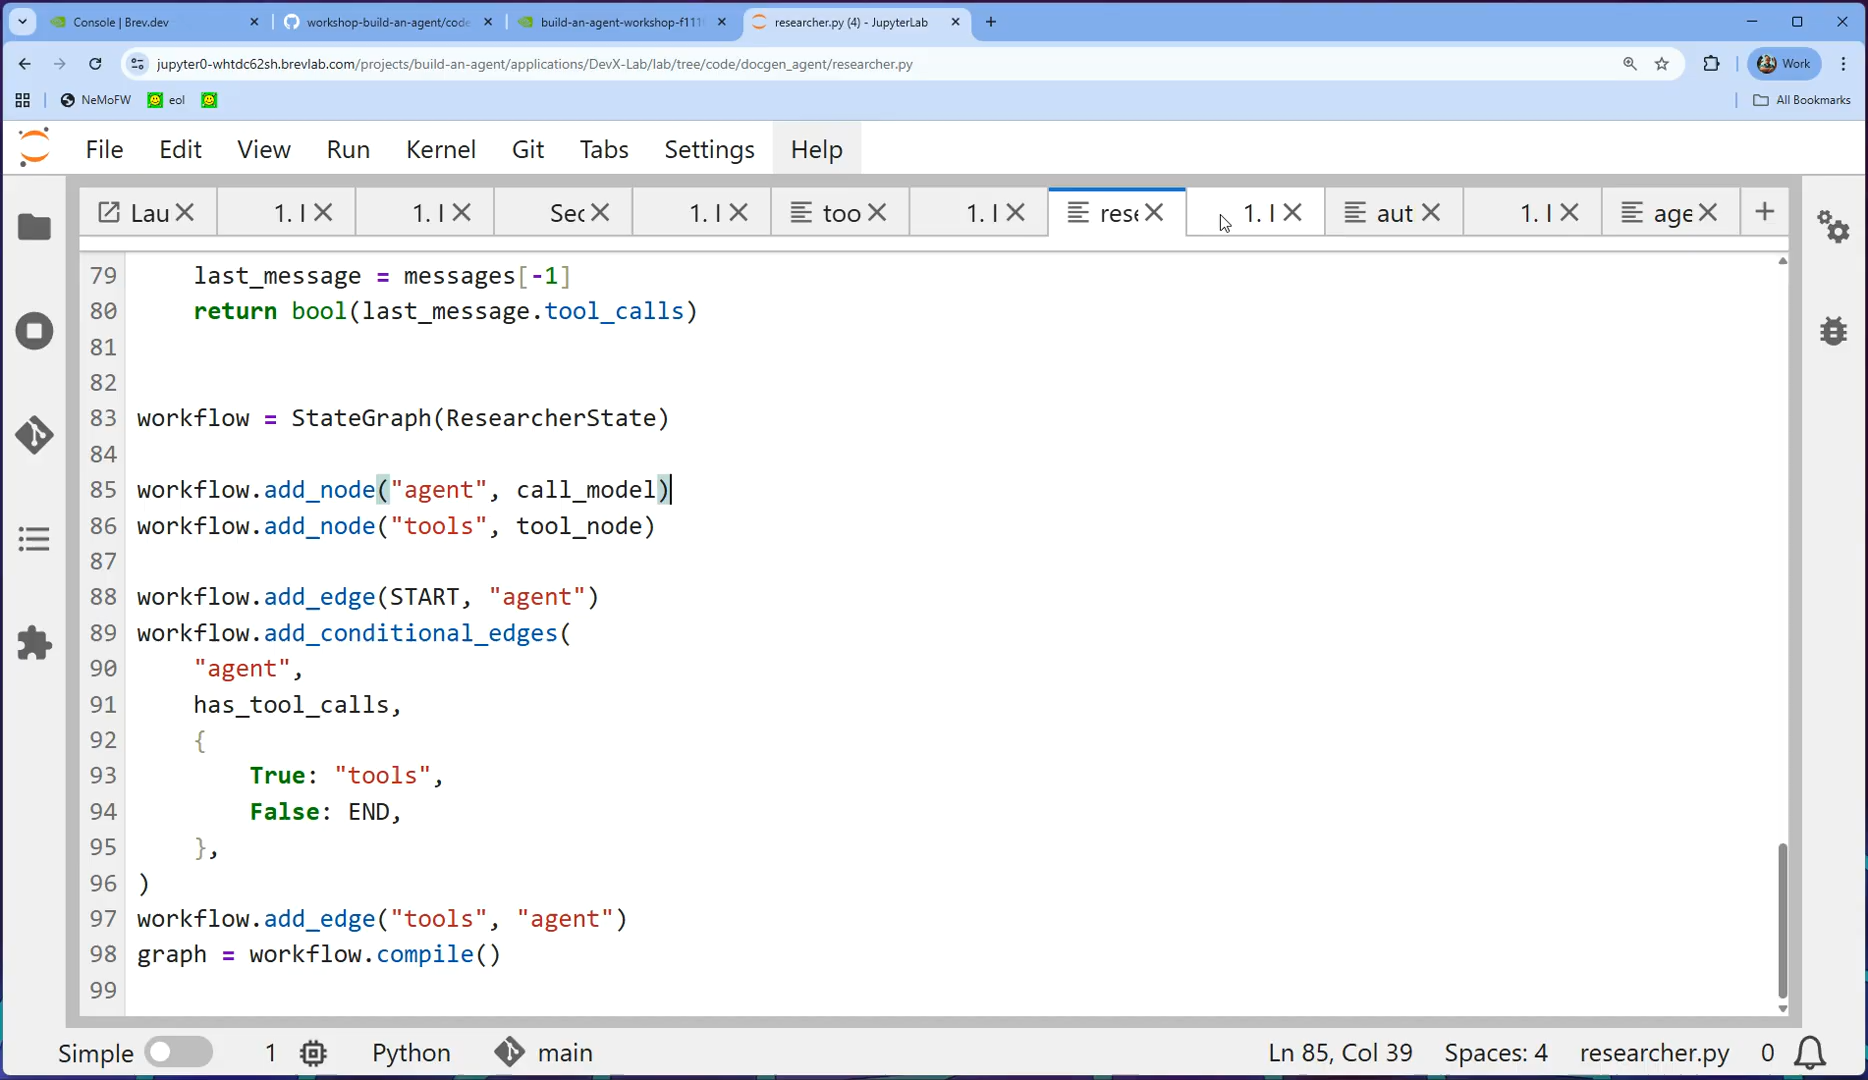 Console | Brev.dev
workshop-build-an-agent/code
build-an-agent-workshop-f111
researcher.py (4) - JupyterLab
jupyter0-whtdc62sh.brevlab.com/projects/build-an-agent/applications/DevX-Lab/lab/tree/code/docgen_agent/researcher.py
Work
NeMoFW
eol
All Bookmarks
File Edit View Run Kernel Git Tabs Settings Help
Lau 1. I 1. I Sec 1. I too 1. I rese 1. I aut 1. I age
79 last_message = messages[-1]
80 return bool(last_message.tool_calls)
81
82
83 workflow = StateGraph(ResearcherState)
84
85 workflow.add_node("agent", call_model)
86 workflow.add_node("tools", tool_node)
87
88 workflow.add_edge(START, "agent")
89 workflow.add_conditional_edges(
90 "agent",
91 has_tool_calls,
92 {
93 True: "tools",
94 False: END,
95 },
96 )
97 workflow.add_edge("tools", "agent")
98 graph = workflow.compile()
99
Simple 1 Python main Ln 85, Col 39 Spaces: 4 researcher.py 0